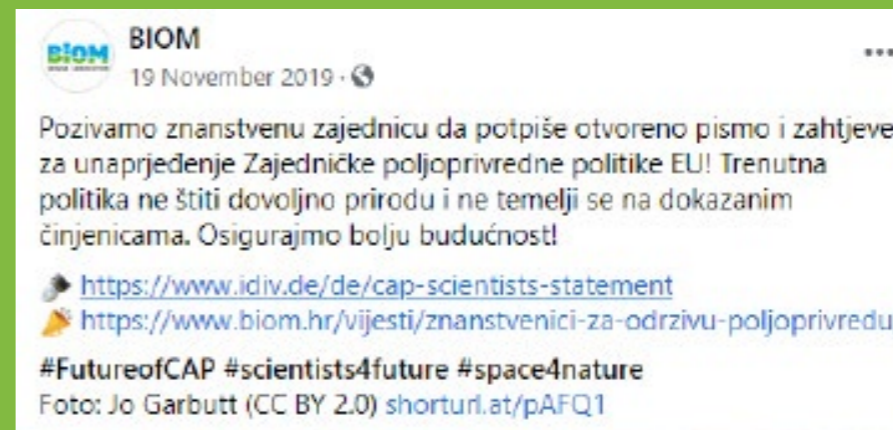 BIOM
BIOM
19 November 2019 ·
Pozivamo znanstvenu zajednicu da potpiše otvoreno pismo i zahtjeve
za unaprjeđenje Zajedničke poljoprivredne politike EU! Trenutna
politika ne štiti dovoljno prirodu i ne temelji se na dokazanim
činjenicama. Osigurajmo bolju budućnost!
https://www.idiv.de/de/cap-scientists-statement
https://www.biom.hr/vijesti/znanstvenici-za-odrzivu-poljoprivredu
#FutureofCAP #scientists4future #space4nature
Foto: Jo Garbutt (CC BY 2.0) shorturl.at/pAFQ1